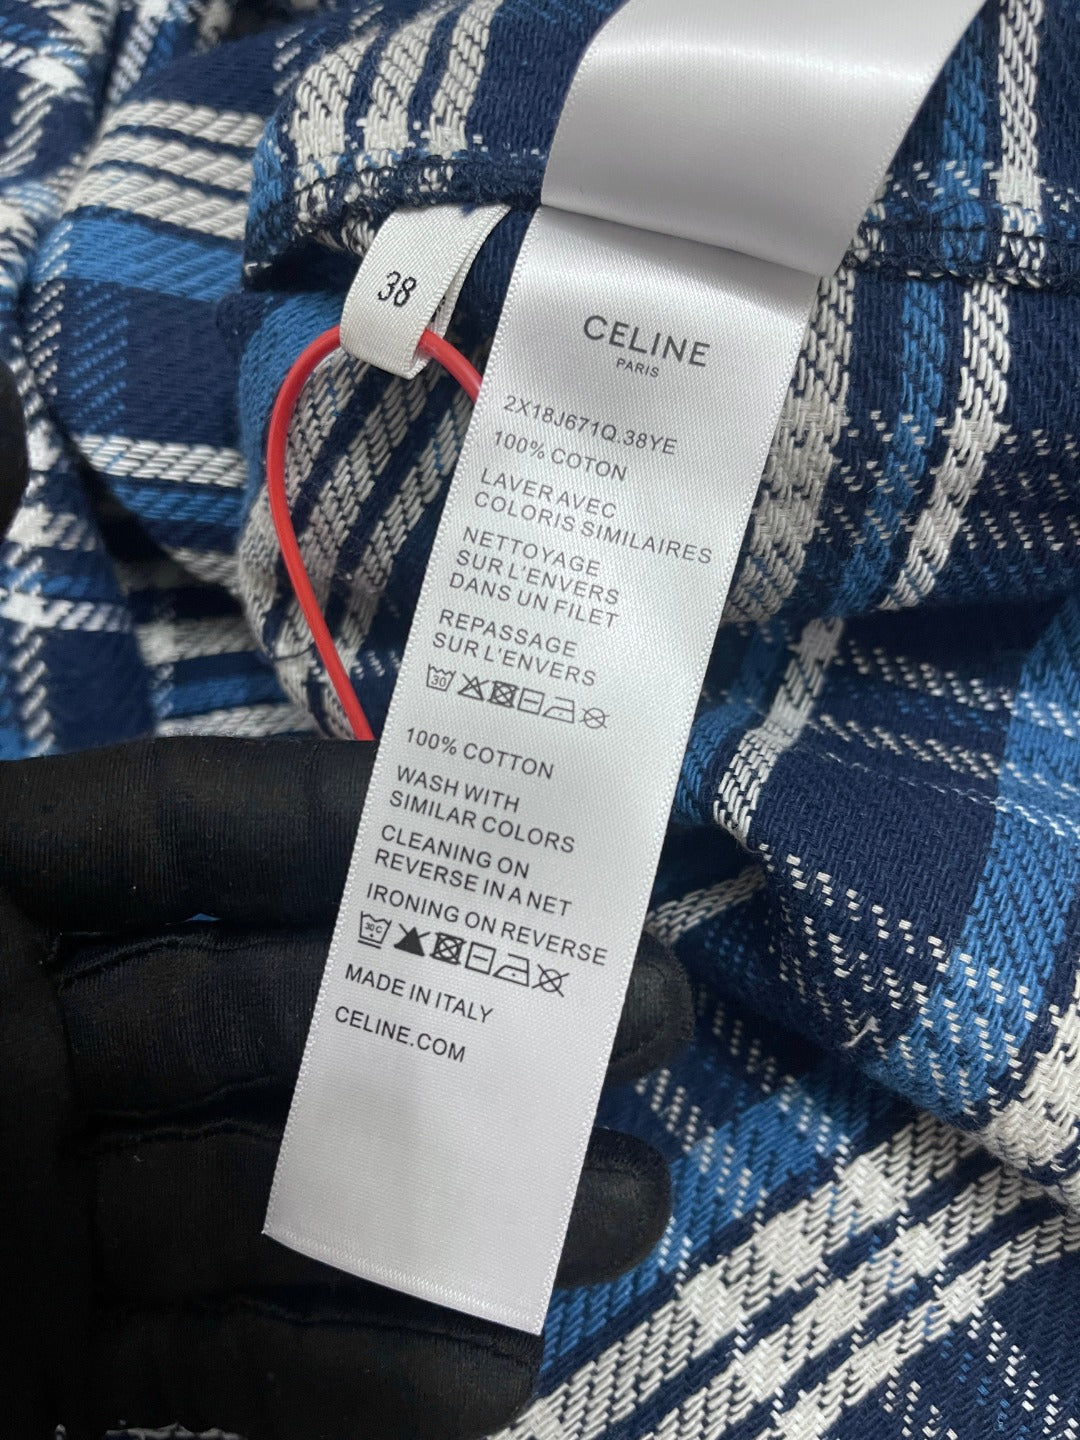 38
CELINE
PARIS
2X18J671Q.38YE
100% COTON
LAVER AVEC
COLORIS SIMILAIRES
NETTOYAGE
SUR L'ENVERS
DANS UN FILET
REPASSAGE
SUR L'ENVERS
30
100% COTTON
WASH WITH
SIMILAR COLORS
CLEANING ON
REVERSE IN A NET
IRONING ON REVERSE
30C
MADE IN ITALY
CELINE.COM